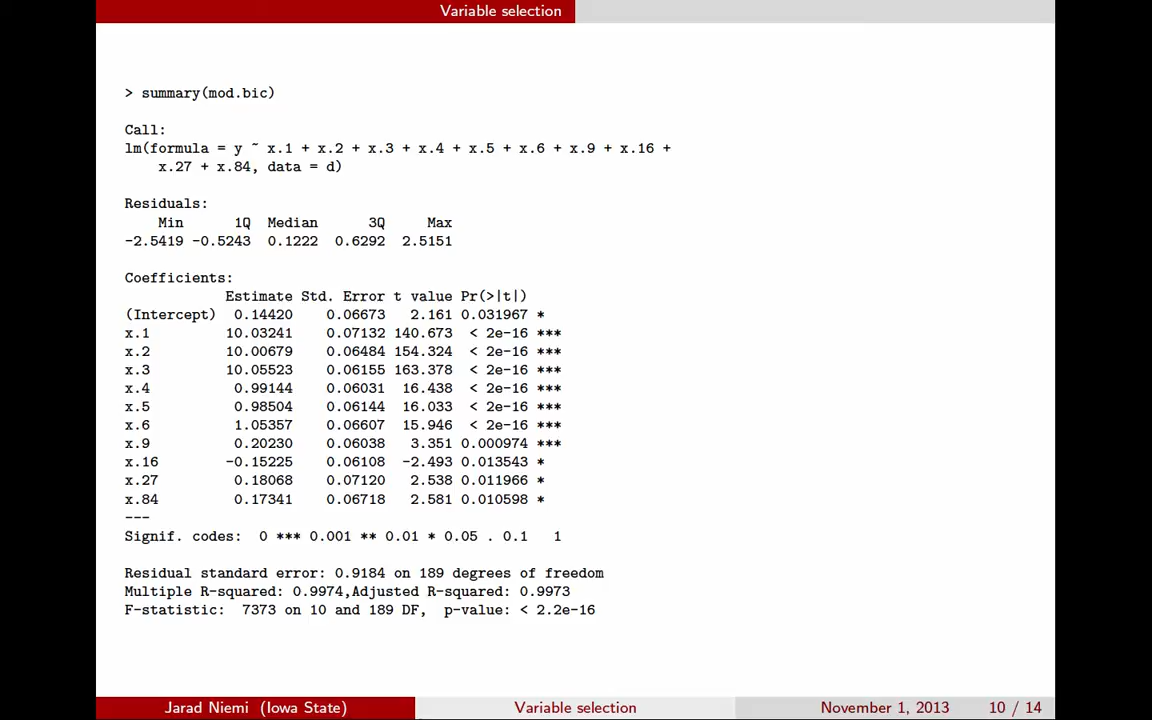 Variable selection
> summary(mod.bic)
Call:
lm(formula = y ~ x.1 + x.2 + x.3 + x.4 + x.5 + x.6 + x.9 + x.16 +
x.27 + x.84, data = d)
Residuals:
Min 1Q Median 3Q Max
-2.5419 -0.5243 0.1222 0.6292 2.5151
Coefficients:
Estimate Std. Error t value Pr(>|t|)
(Intercept) 0.14420 0.06673 2.161 0.031967 *
x.1 10.03241 0.07132 140.673 < 2e-16 ***
x.2 10.00679 0.06484 154.324 < 2e-16 ***
x.3 10.05523 0.06155 163.378 < 2e-16 ***
x.4 0.99144 0.06031 16.438 < 2e-16 ***
x.5 0.98504 0.06144 16.033 < 2e-16 ***
x.6 1.05357 0.06607 15.946 < 2e-16 ***
x.9 0.20230 0.06038 3.351 0.000974 ***
x.16 -0.15225 0.06108 -2.493 0.013543 *
x.27 0.18068 0.07120 2.538 0.011966 *
x.84 0.17341 0.06718 2.581 0.010598 *
---
Signif. codes: 0 *** 0.001 ** 0.01 * 0.05 . 0.1 1
Residual standard error: 0.9184 on 189 degrees of freedom
Multiple R-squared: 0.9974,Adjusted R-squared: 0.9973
F-statistic: 7373 on 10 and 189 DF, p-value: < 2.2e-16
Jarad Niemi (Iowa State) Variable selection November 1, 2013 10 / 14